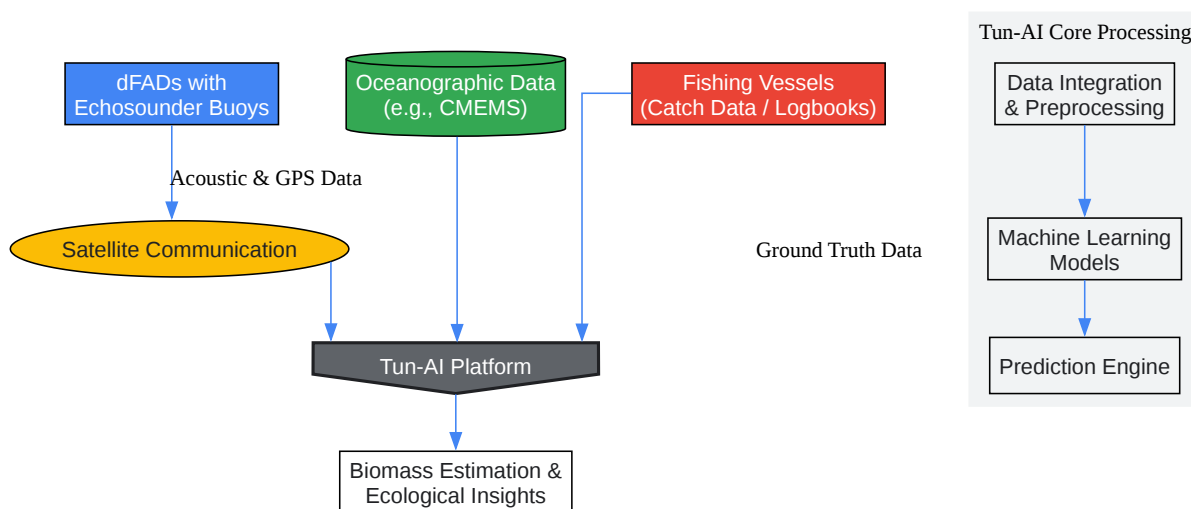 Tun-AI Core Processing
dFADs with
Echosounder Buoys
Oceanographic Data
(e.g., CMEMS)
Fishing Vessels
(Catch Data / Logbooks)
Data Integration
& Preprocessing
Acoustic & GPS Data
Satellite Communication
Ground Truth Data
Machine Learning
Models
Tun-AI Platform
Prediction Engine
Biomass Estimation &
Ecological Insights